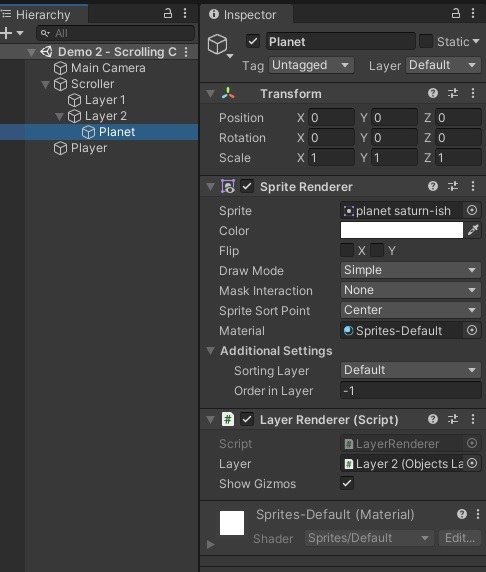 Hierarchy
All
Demo 2 - Scrolling C
Main Camera
Scroller
Layer 1
Layer 2
Planet
Player
Inspector
Planet Static
Tag Untagged Layer Default
Transform
Position X 0 Y 0 Z 0
Rotation X 0 Y 0 Z 0
Scale X 1 Y 1 Z 1
Sprite Renderer
Sprite planet saturn-ish
Color
Flip X Y
Draw Mode Simple
Mask Interaction None
Sprite Sort Point Center
Material Sprites-Default
Additional Settings
Sorting Layer Default
Order in Layer -1
# Layer Renderer (Script)
Script # LayerRenderer
Layer # Layer 2 (Objects La
Show Gizmos
Sprites-Default (Material)
Shader Sprites/Default Edit...